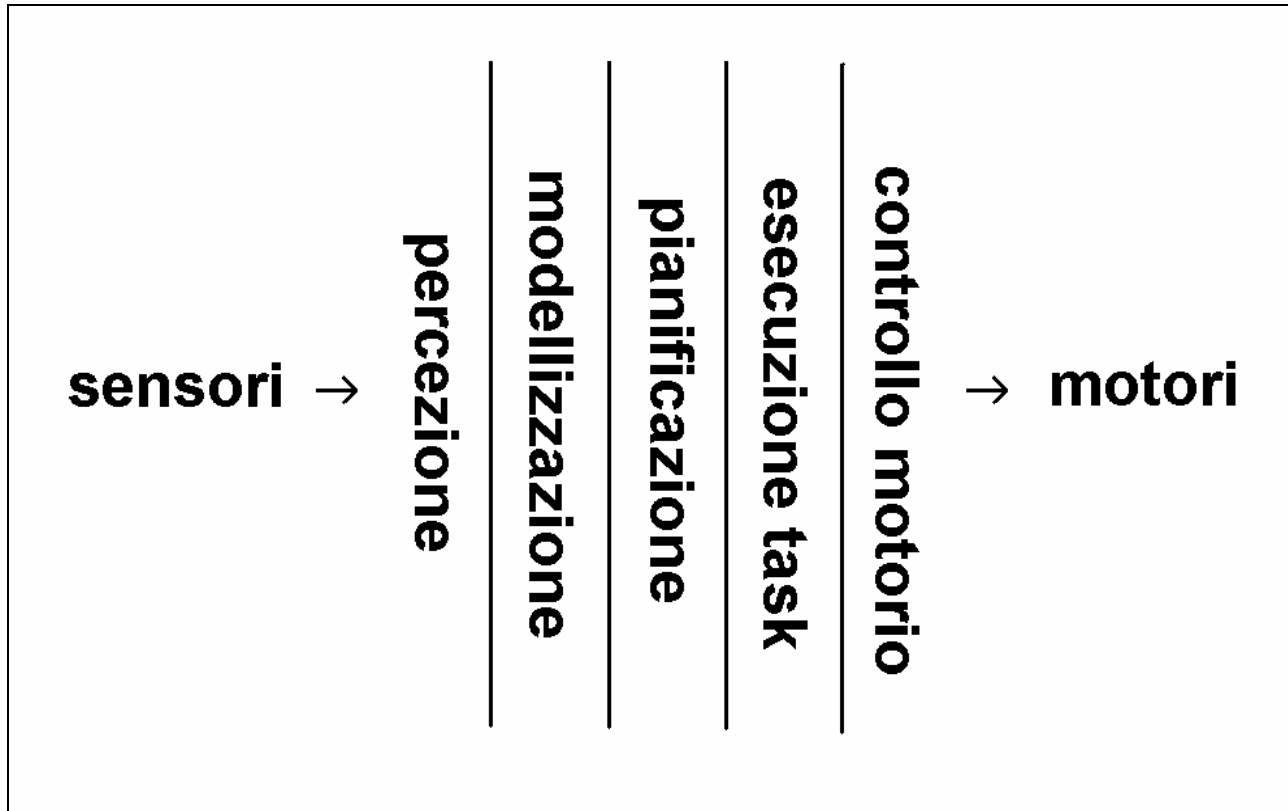 sensori →
percezione
modellizzazione
pianificazione
esecuzione task
controllo motorio
→ motori